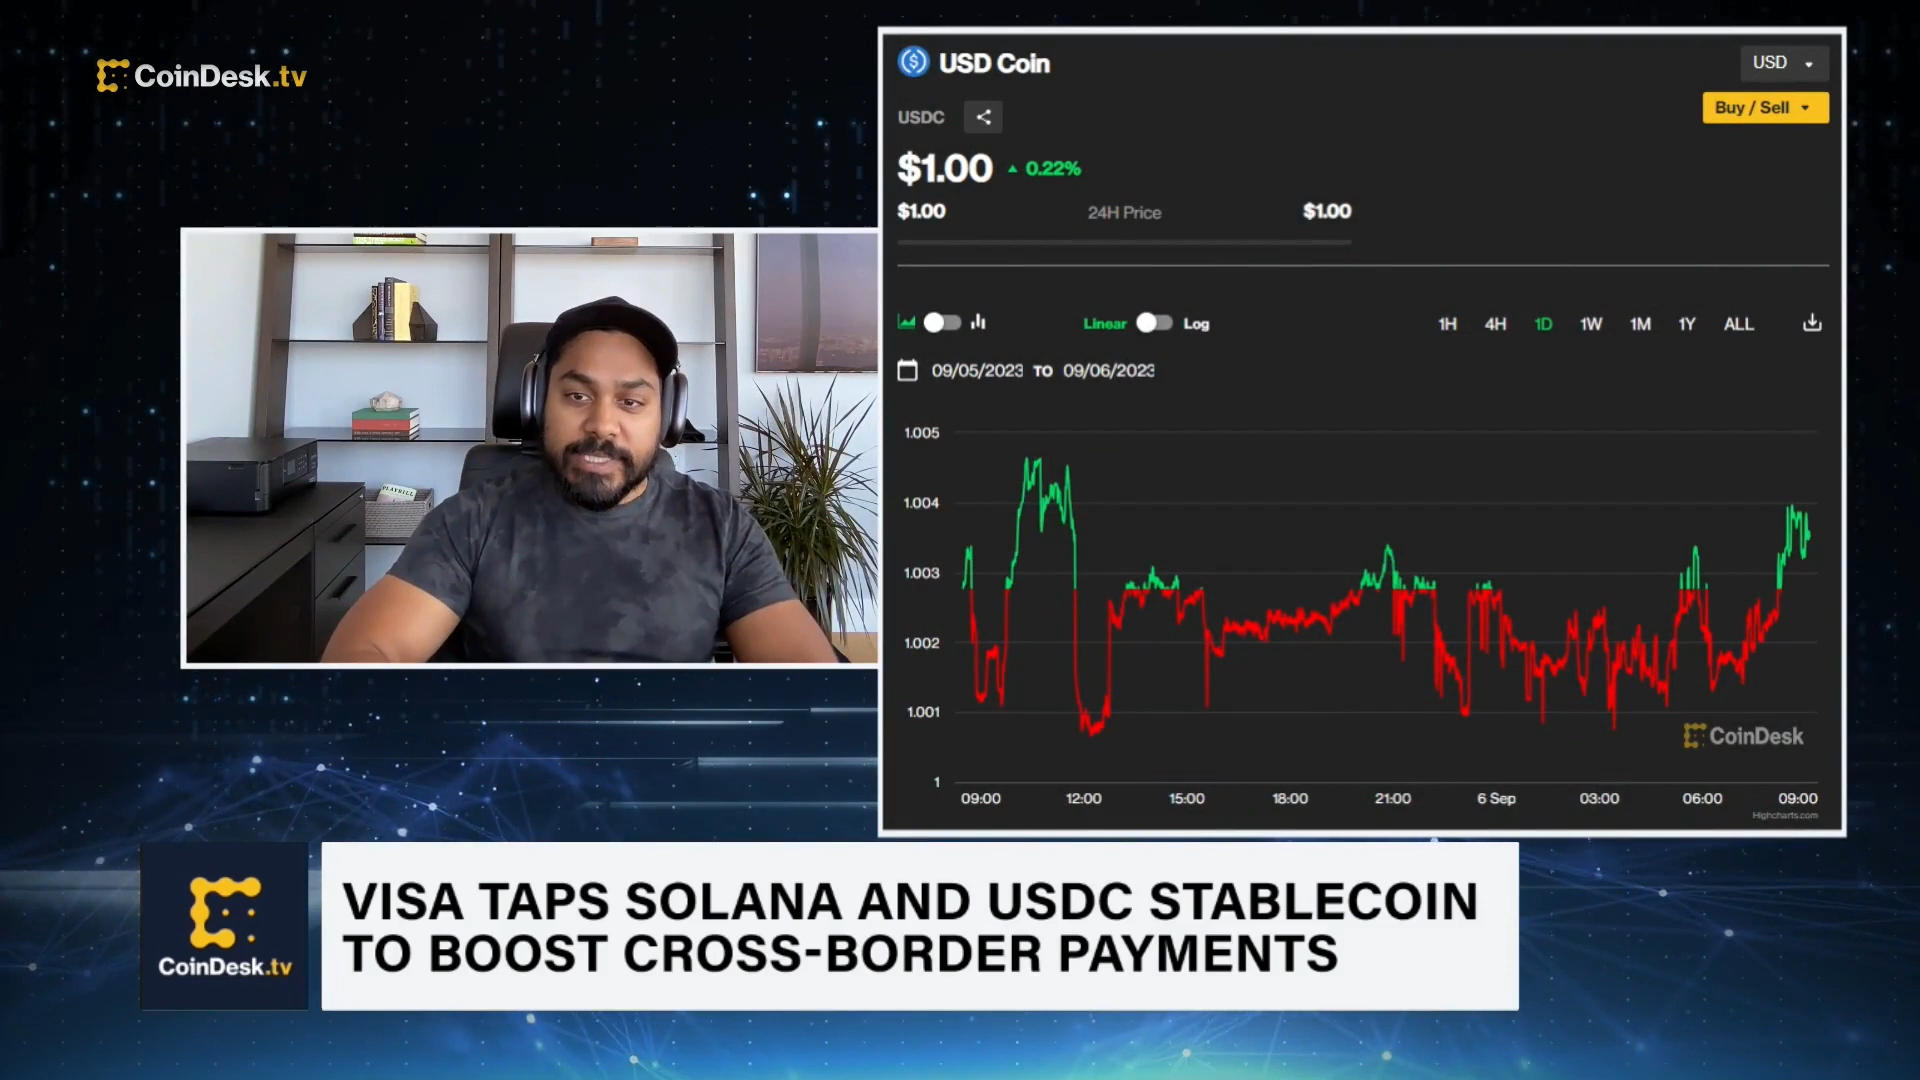 CoinDesk.tv
USD Coin
USD
USDC
Buy / Sell
$1.00 0.22%
$1.00 24H Price $1.00
Linear Log
1H 4H 1D 1W 1M 1Y ALL
09/05/2023 TO 09/06/2023
1.005
1.004
1.003
1.002
1.001
1
CoinDesk
09:00 12:00 15:00 18:00 21:00 6 Sep 03:00 06:00 09:00
Highcharts.com
PLAYBILL
CoinDesk.tv
VISA TAPS SOLANA AND USDC STABLECOIN
TO BOOST CROSS-BORDER PAYMENTS